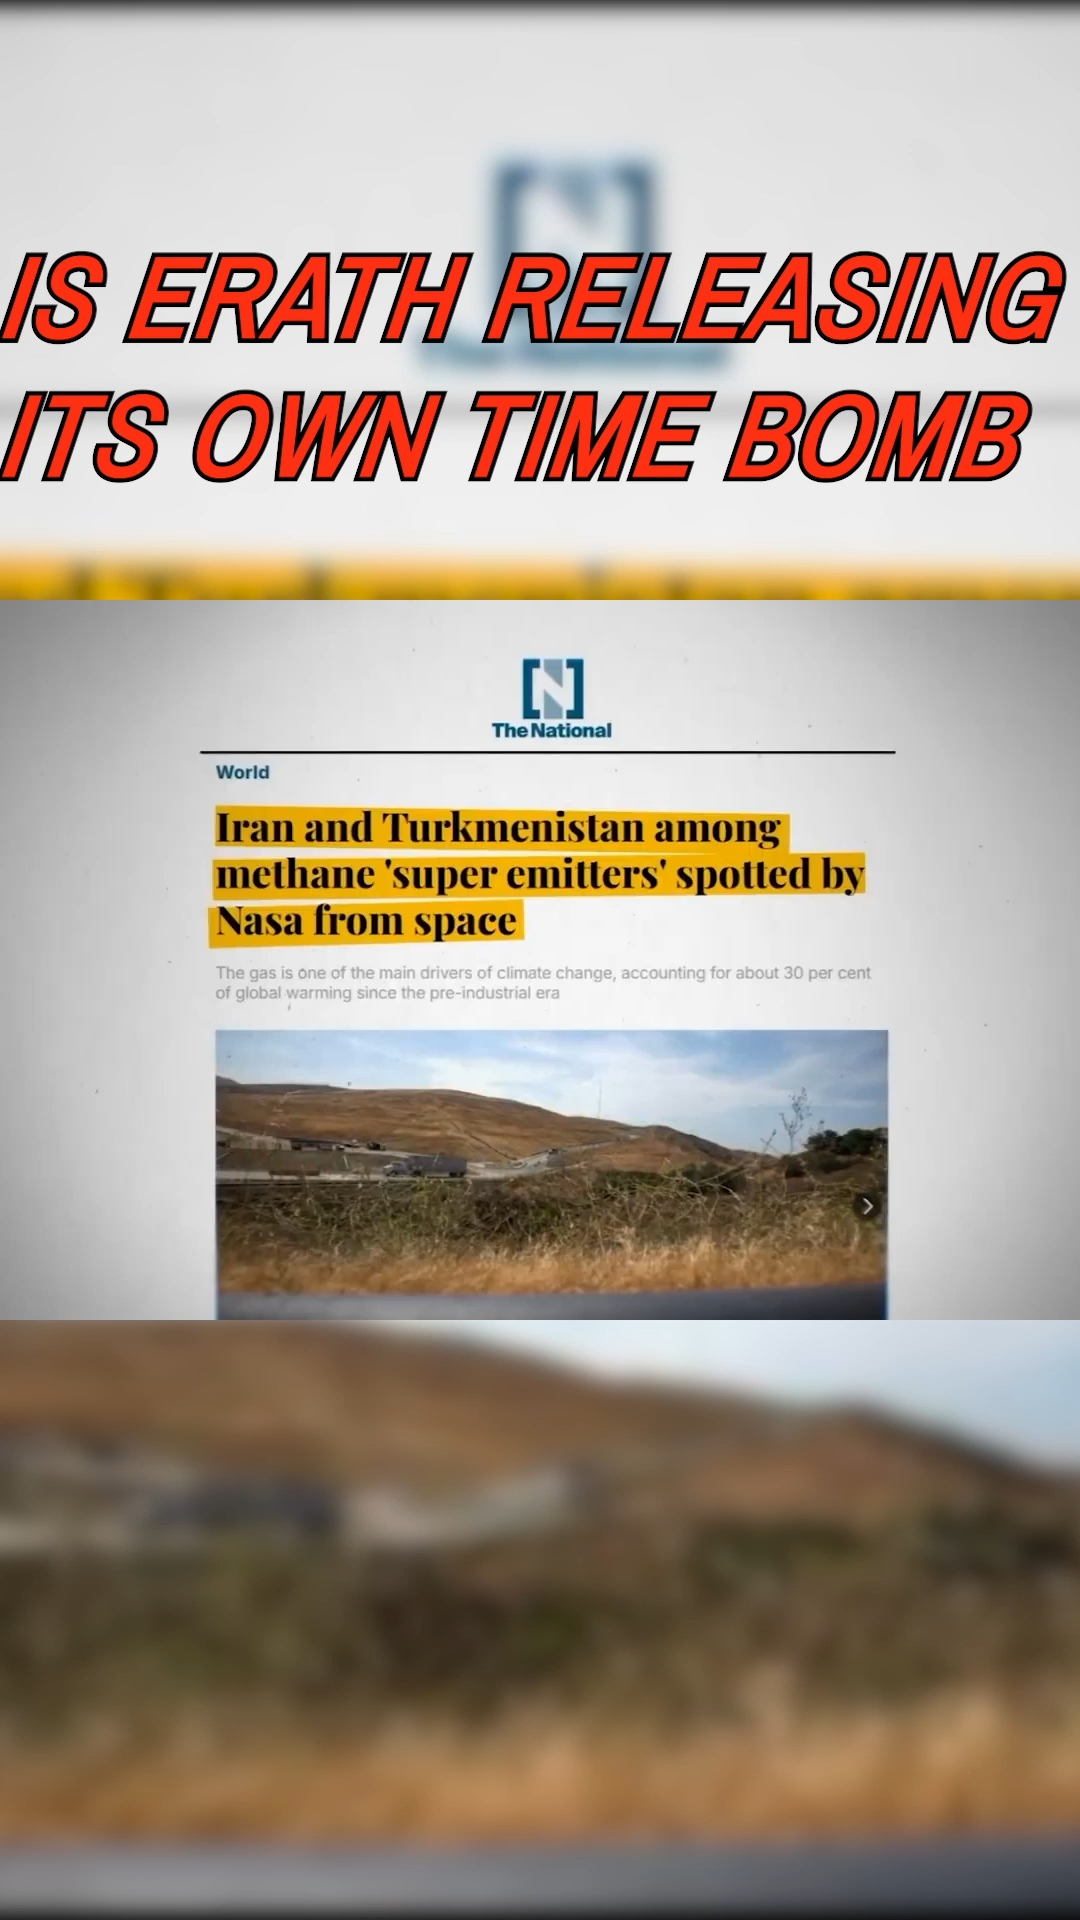 IS ERATH RELEASING
ITS OWN TIME BOMB
The National
World
Iran and Turkmenistan among
methane 'super emitters' spotted by
Nasa from space
The gas is one of the main drivers of climate change, accounting for about 30 per cent
of global warming since the pre-industrial era